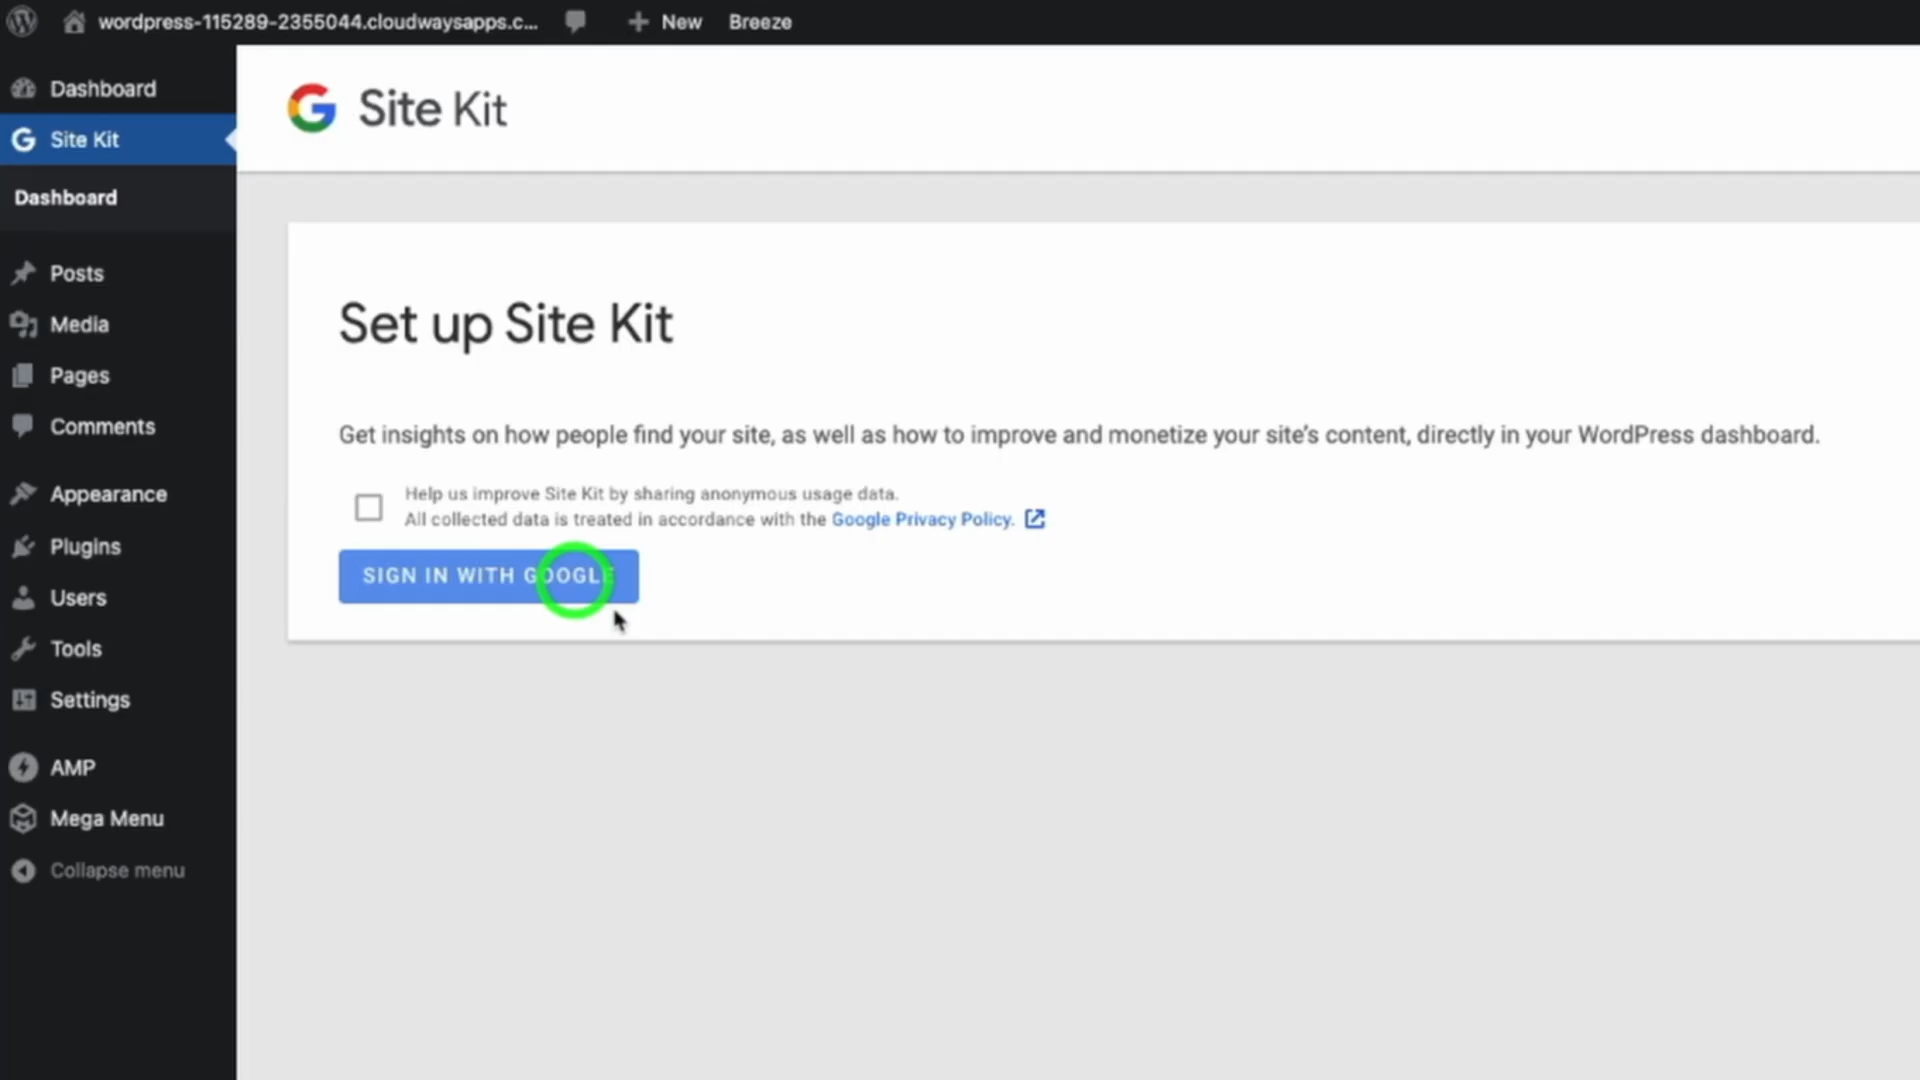 wordpress-115289-2355044.cloudwaysapps.c...
New
Breeze
Dashboard
Site Kit
Dashboard
Posts
Media
Pages
Comments
Appearance
Plugins
Users
Tools
Settings
AMP
Mega Menu
Collapse menu
Site Kit
Set up Site Kit
Get insights on how people find your site, as well as how to improve and monetize your site's content, directly in your WordPress dashboard.
Help us improve Site Kit by sharing anonymous usage data.
All collected data is treated in accordance with the Google Privacy Policy.
SIGN IN WITH GOOGLE